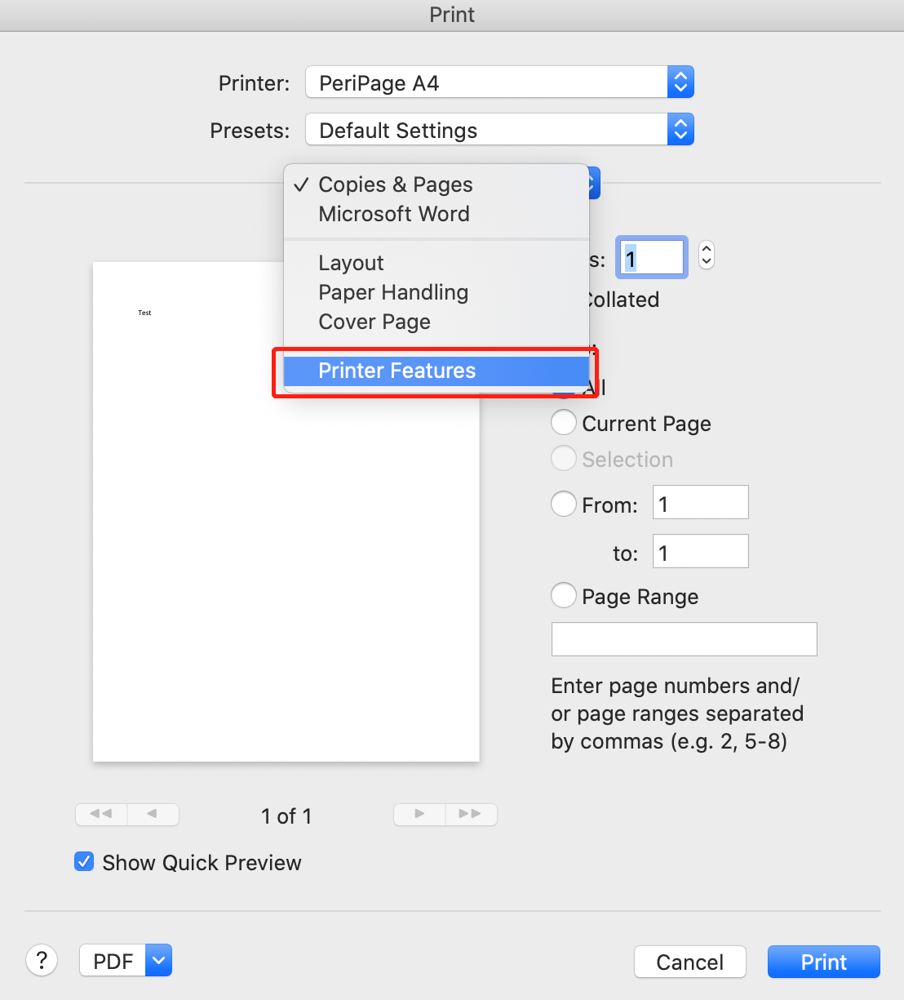 Print
Printer: PeriPage A4
Presets: Default Settings
✓ Copies & Pages
Microsoft Word
Layout
Paper Handling
Cover Page
Printer Features
s: 1
Collated
Test
All
Current Page
Selection
From: 1
to: 1
Page Range
Enter page numbers and/
or page ranges separated
by commas (e.g. 2, 5-8)
1 of 1
Show Quick Preview
? PDF Cancel Print